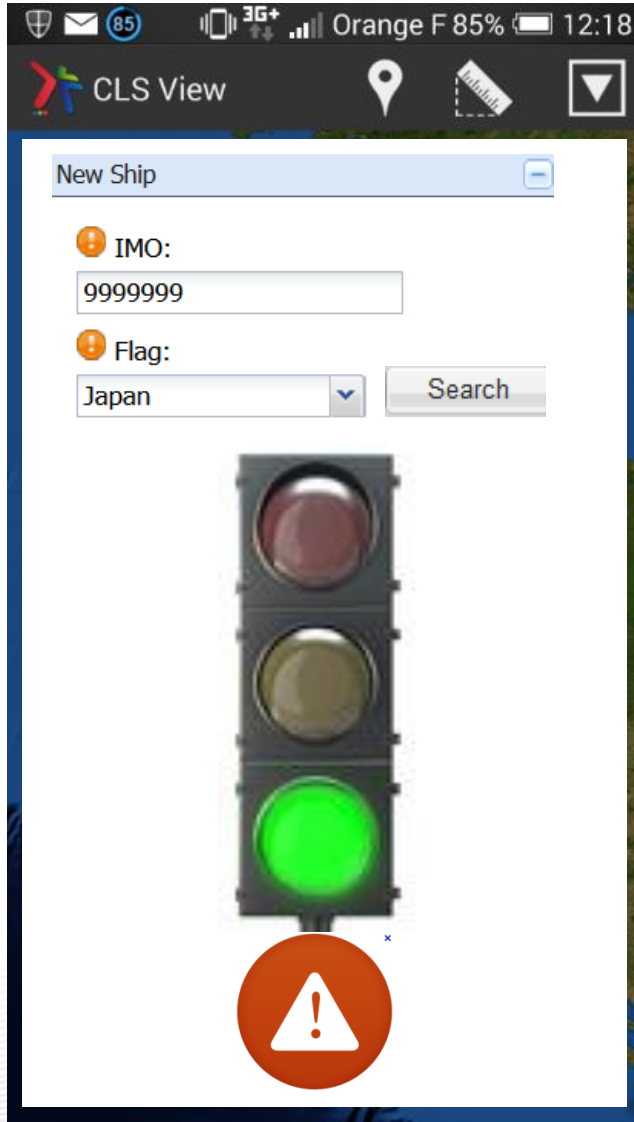 85 3G+ Orange F 85% 12:18
CLS View
New Ship
IMO:
9999999
Flag:
Japan Search